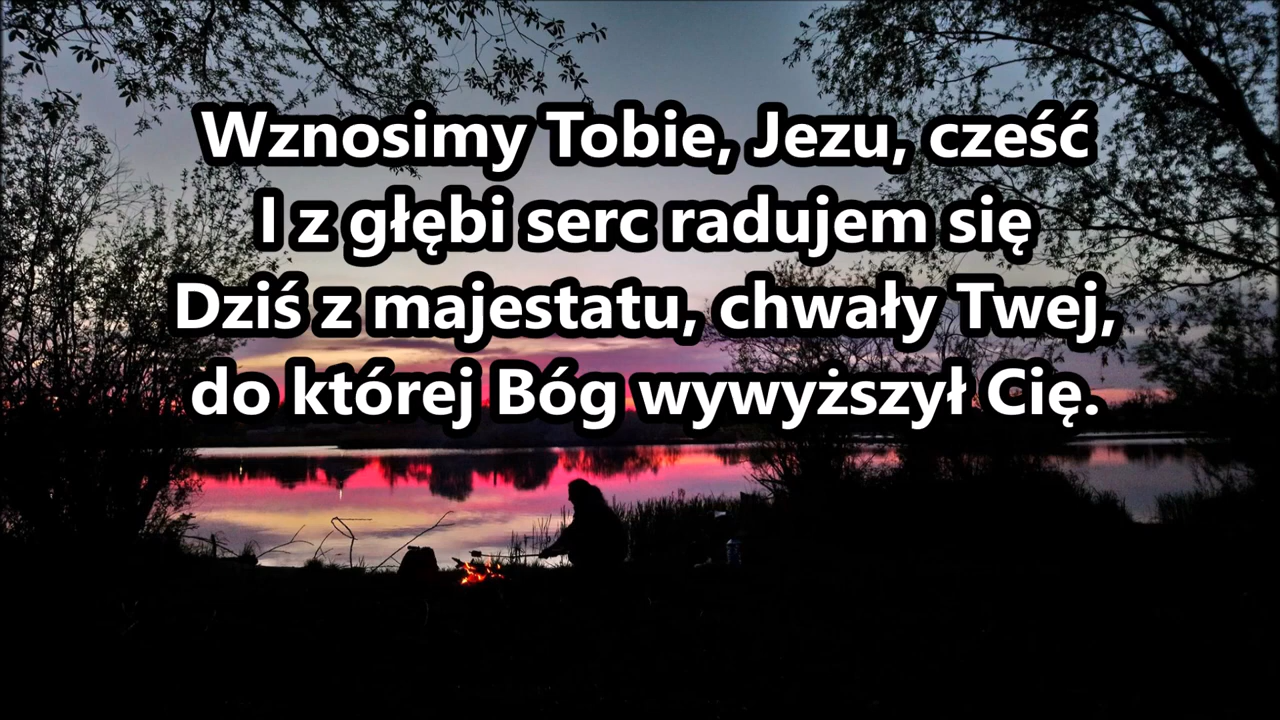 Wznosimy Tobie, Jezu, cześć
I z głębi serc radujem się
Dziś z majestatu, chwały Twej,
do której Bóg wywyższył Cię.